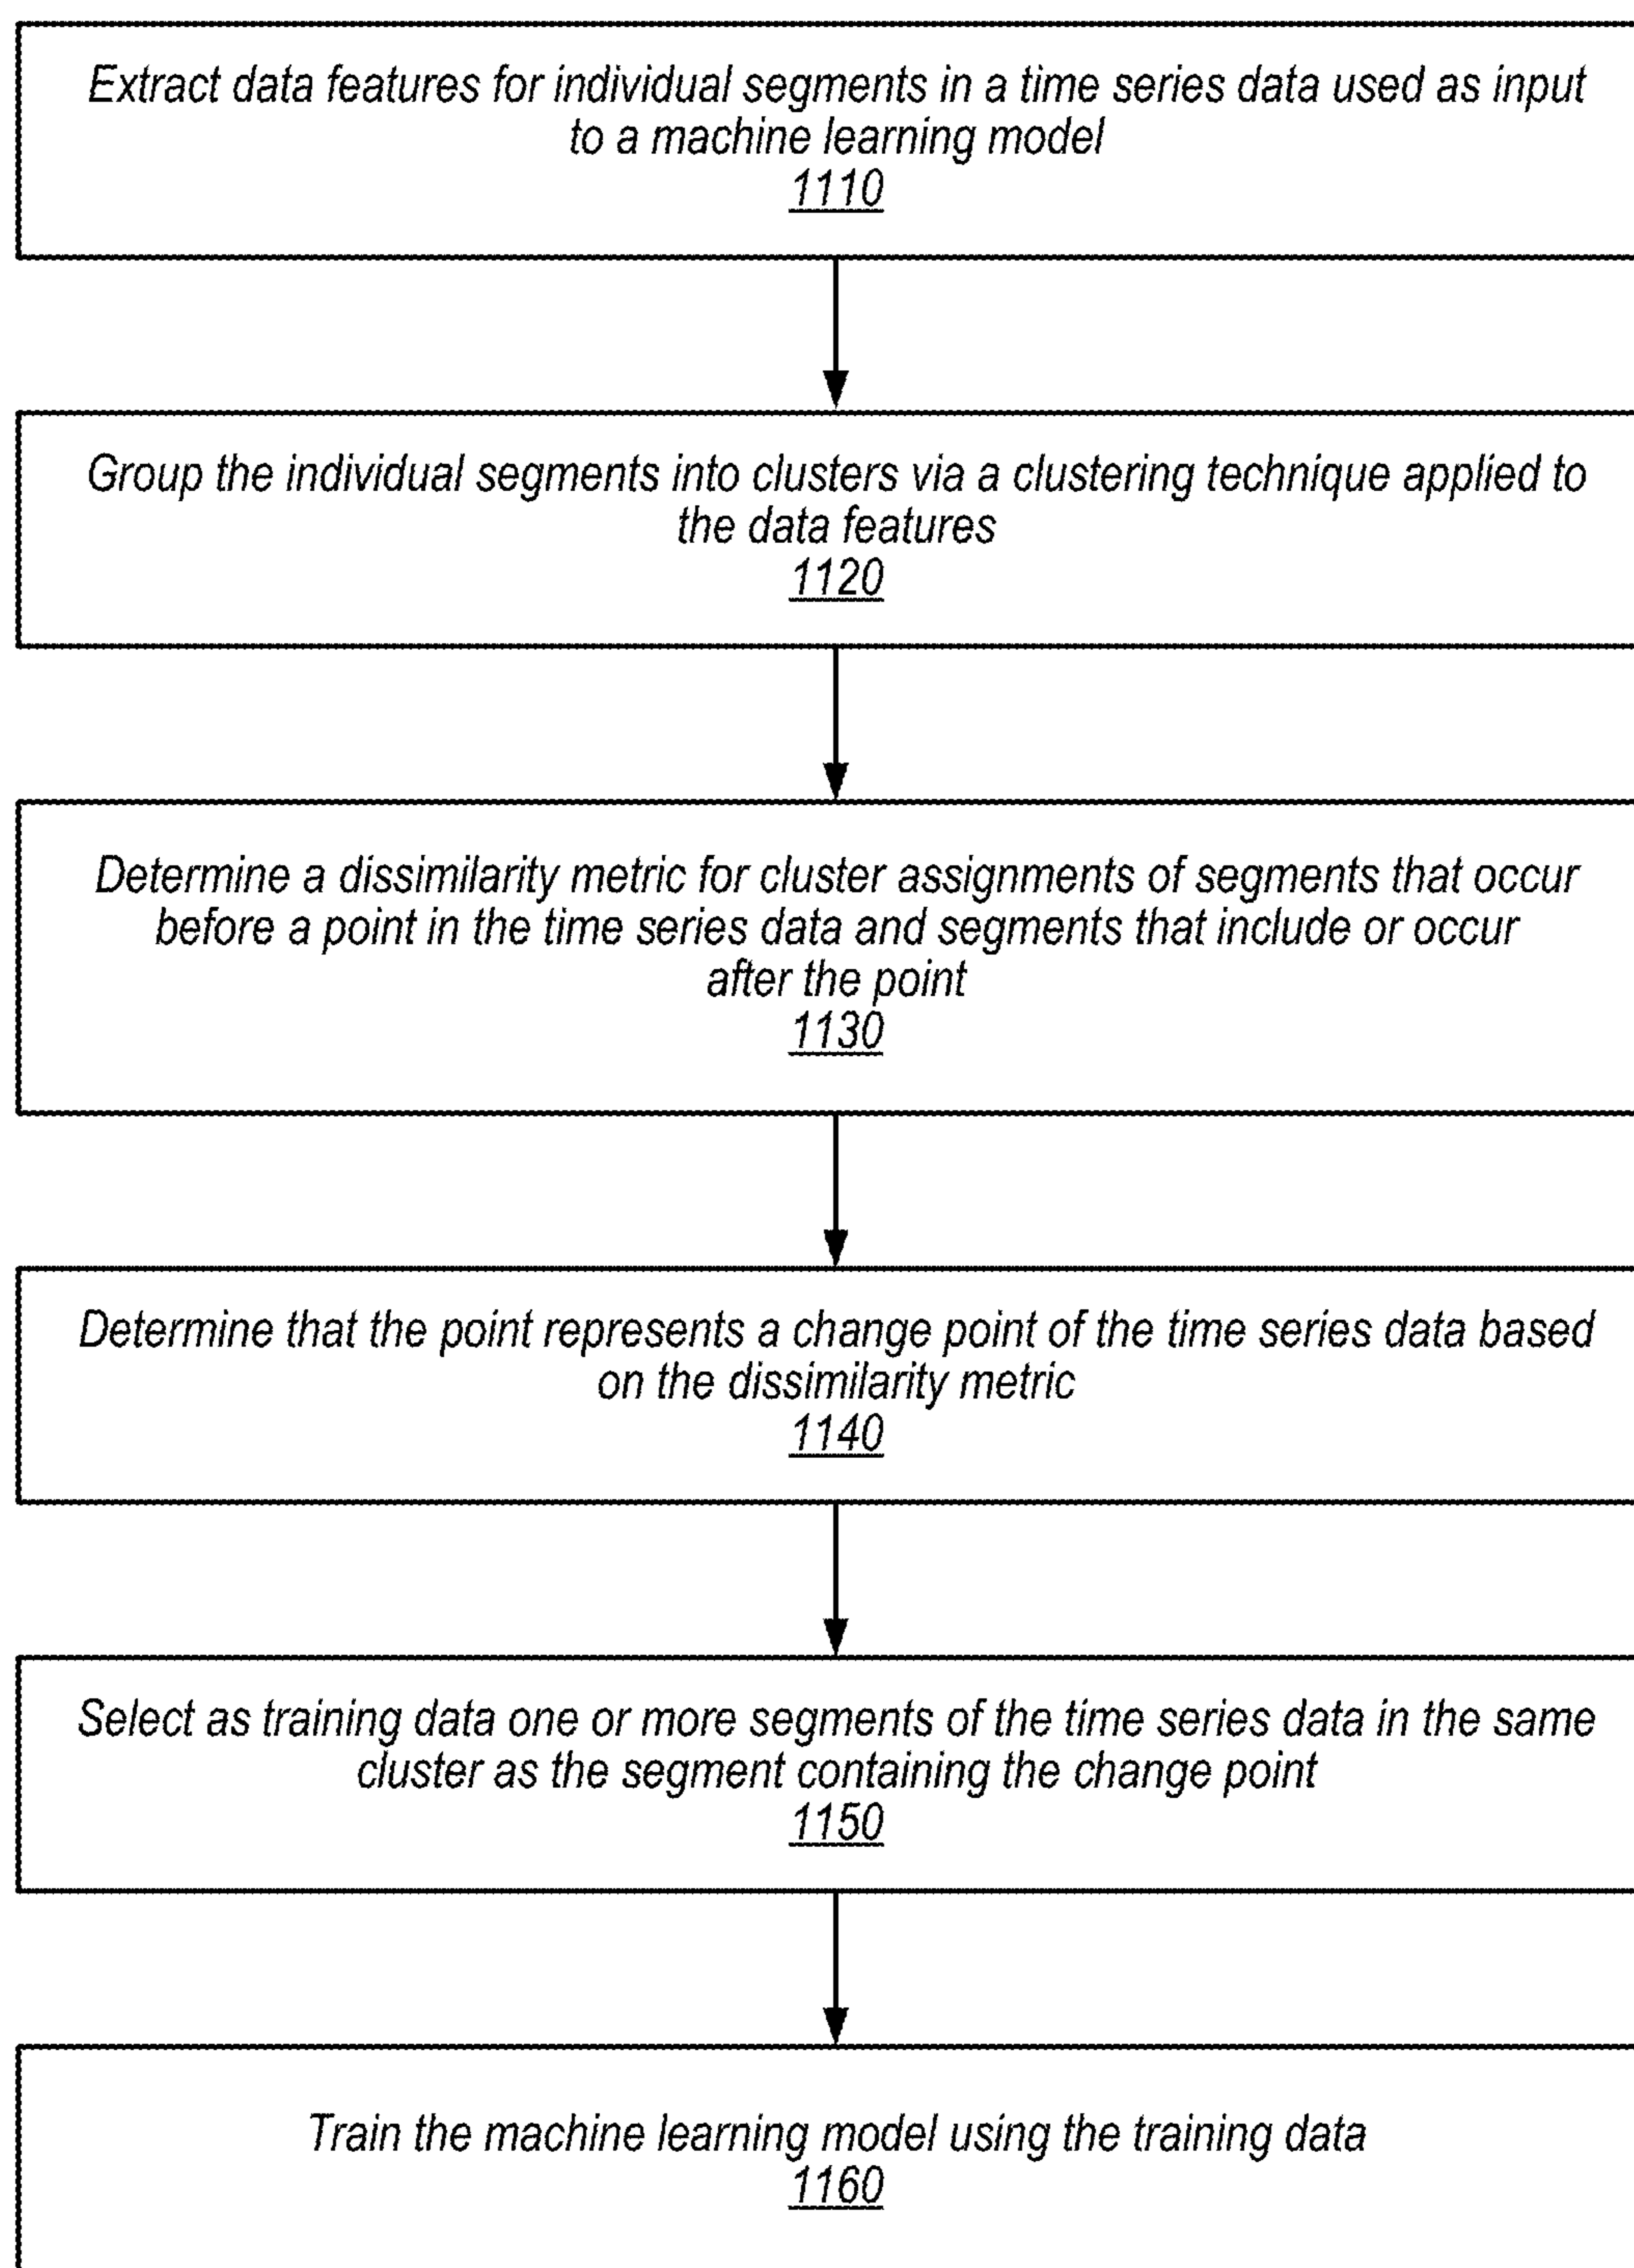 Extract data features for individual segments in a time series data used as input
to a machine learning model
1110
Group the individual segments into clusters via a clustering technique applied to
the data features
1120
Determine a dissimilarity metric for cluster assignments of segments that occur
before a point in the time series data and segments that include or occur
after the point
1130
Determine that the point represents a change point of the time series data based
on the dissimilarity metric
1140
Select as training data one or more segments of the time series data in the same
cluster as the segment containing the change point
1150
Train the machine learning model using the training data
1160